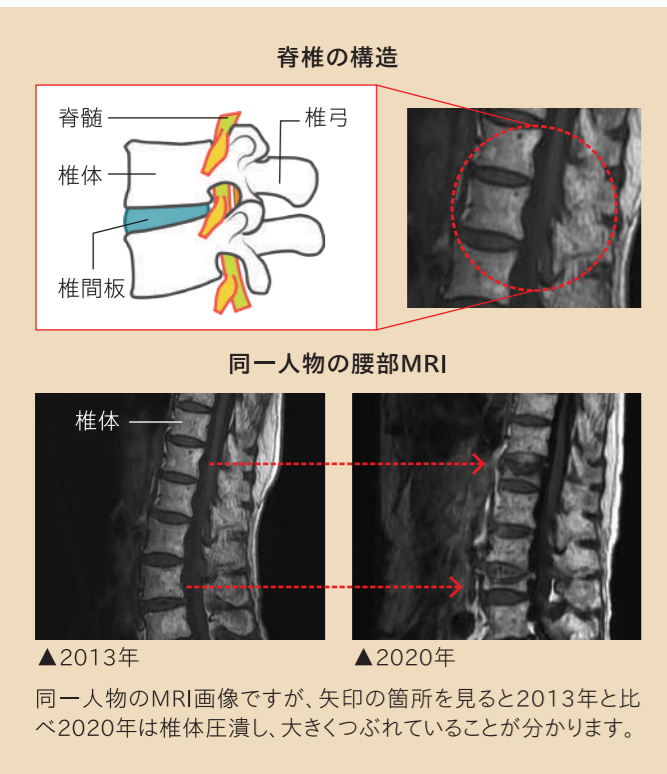 脊椎の構造
脊髄
椎弓
椎体
椎間板
同一人物の腰部MRI
椎体
▲2013年
▲2020年
同一人物のMRI画像ですが、矢印の箇所を見ると2013年と比
べ2020年は椎体圧潰し、大きくつぶれていることが分かります。